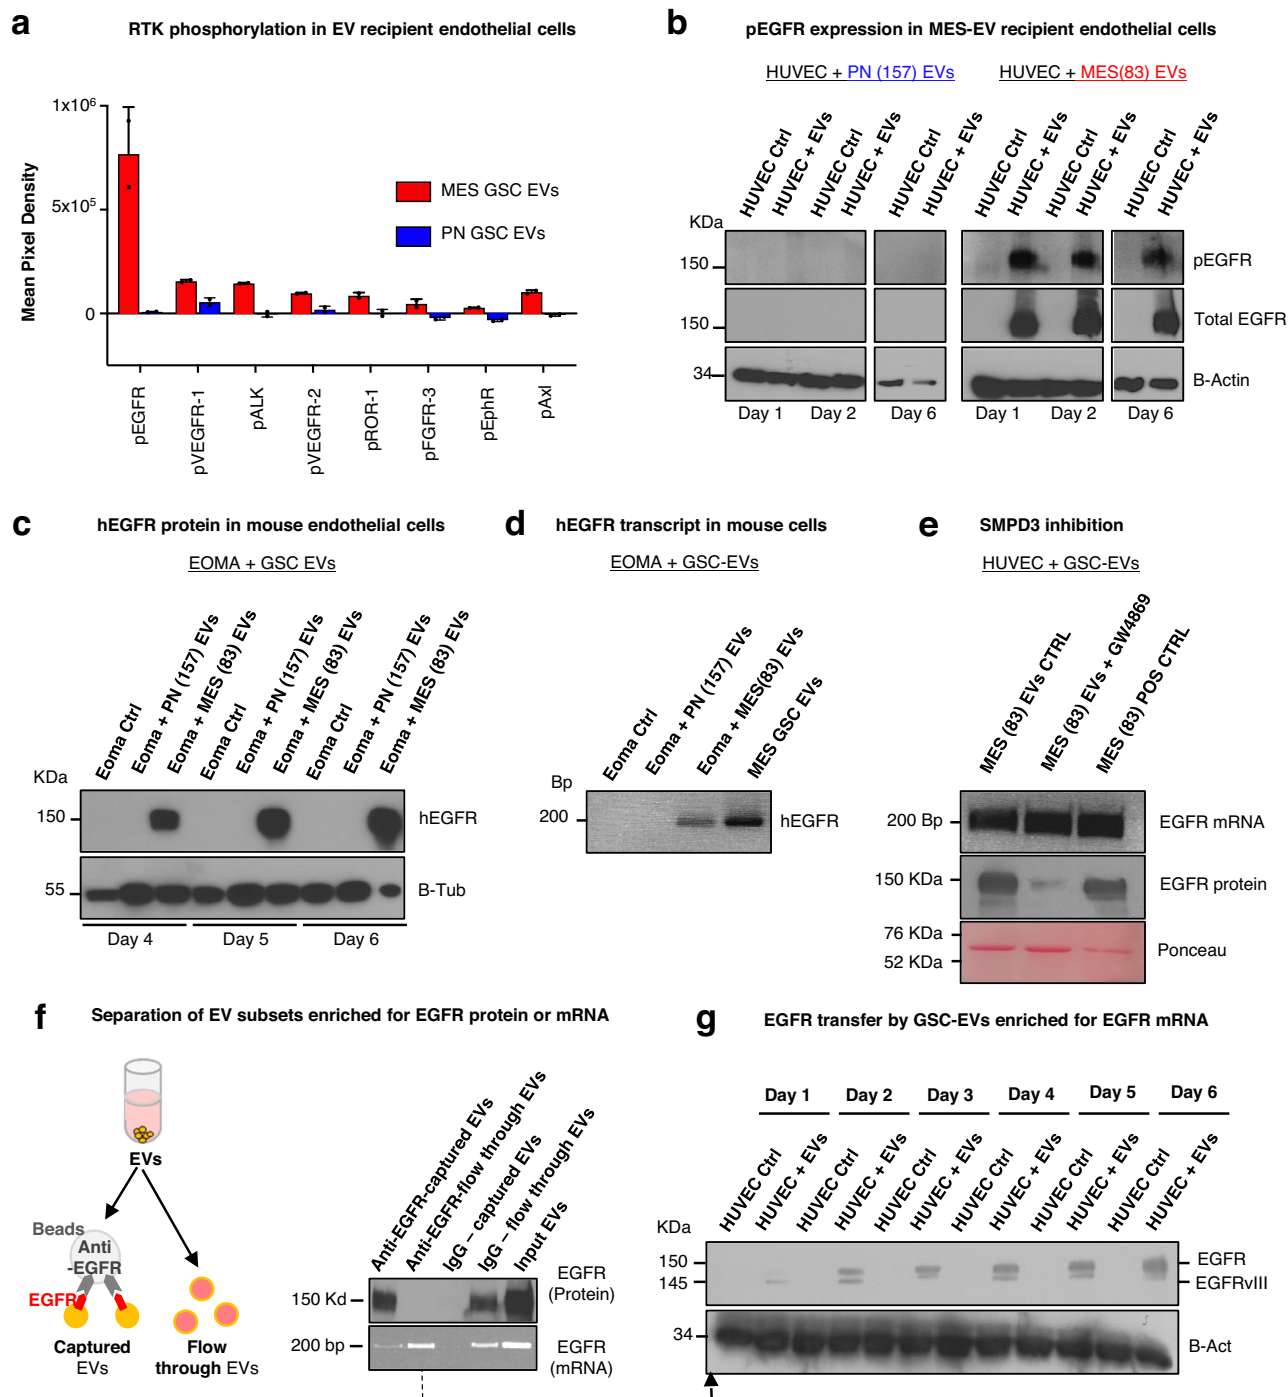 a
RTK phosphorylation in EV recipient endothelial cells
Mean Pixel Density
1x10⁶
5x10⁵
0
MES GSC EVs
PN GSC EVs
pEGFR
pVEGFR-1
pALK
pVEGFR-2
pROR-1
pFGFR-3
pEphR
pAxl
b
pEGFR expression in MES-EV recipient endothelial cells
HUVEC + PN (157) EVs
HUVEC + MES(83) EVs
HUVEC Ctrl
HUVEC + EVs
HUVEC Ctrl
HUVEC + EVs
HUVEC Ctrl
HUVEC + EVs
HUVEC Ctrl
HUVEC + EVs
HUVEC Ctrl
HUVEC + EVs
HUVEC Ctrl
HUVEC + EVs
KDa
150
pEGFR
150
Total EGFR
34
B-Actin
Day 1
Day 2
Day 6
Day 1
Day 2
Day 6
c
hEGFR protein in mouse endothelial cells
EOMA + GSC EVs
Eoma Ctrl
Eoma + PN (157) EVs
Eoma + MES (83) EVs
Eoma Ctrl
Eoma + PN (157) EVs
Eoma + MES (83) EVs
Eoma Ctrl
Eoma + PN (157) EVs
Eoma + MES (83) EVs
KDa
150
hEGFR
55
B-Tub
Day 4
Day 5
Day 6
d
hEGFR transcript in mouse cells
EOMA + GSC-EVs
Eoma Ctrl
Eoma + PN (157) EVs
Eoma + MES(83) EVs
MES GSC EVs
Bp
200
hEGFR
e
SMPD3 inhibition
HUVEC + GSC-EVs
MES (83) EVs CTRL
MES (83) EVs + GW4869
MES (83) POS CTRL
200 Bp
EGFR mRNA
150 KDa
EGFR protein
76 KDa
52 KDa
Ponceau
f
Separation of EV subsets enriched for EGFR protein or mRNA
EVs
Beads
Anti
-EGFR
EGFR
Captured
EVs
Flow
through EVs
Anti-EGFR-captured EVs
Anti-EGFR-flow through EVs
IgG – captured EVs
IgG – flow through EVs
Input EVs
150 Kd
EGFR
(Protein)
200 bp
EGFR
(mRNA)
g
EGFR transfer by GSC-EVs enriched for EGFR mRNA
Day 1
Day 2
Day 3
Day 4
Day 5
Day 6
HUVEC Ctrl
HUVEC + EVs
HUVEC Ctrl
HUVEC + EVs
HUVEC Ctrl
HUVEC + EVs
HUVEC Ctrl
HUVEC + EVs
HUVEC Ctrl
HUVEC + EVs
HUVEC Ctrl
HUVEC + EVs
KDa
150
EGFR
145
EGFRvIII
34
B-Act